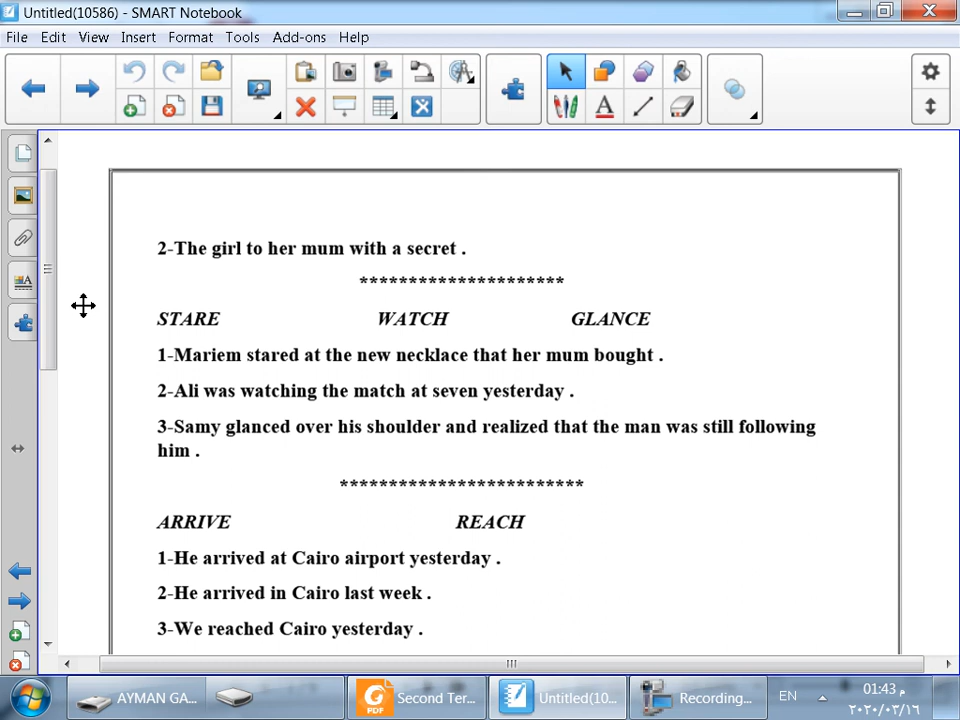 Untitled(10586) - SMART Notebook
File Edit View Insert Format Tools Add-ons Help
2-The girl to her mum with a secret .
*********************
STARE WATCH GLANCE
1-Mariem stared at the new necklace that her mum bought .
2-Ali was watching the match at seven yesterday .
3-Samy glanced over his shoulder and realized that the man was still following
him .
*************************
ARRIVE REACH
1-He arrived at Cairo airport yesterday .
2-He arrived in Cairo last week .
3-We reached Cairo yesterday .
AYMAN GA... PDF Second Ter... Untitled(10... Recording... EN 01:43 م
٢٠٢٠/٠٣/١٦